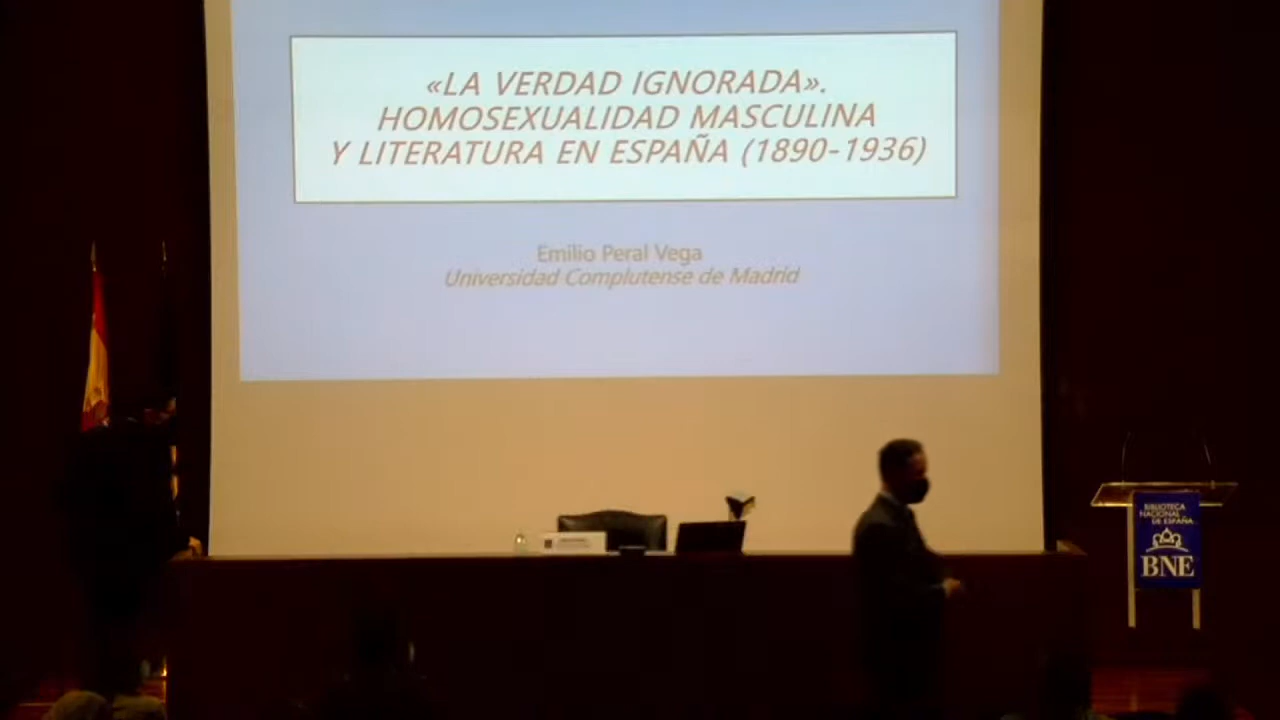 «LA VERDAD IGNORADA».
HOMOSEXUALIDAD MASCULINA
Y LITERATURA EN ESPAÑA (1890-1936)
Emilio Peral Vega
Universidad Complutense de Madrid
BIBLIOTECA
NACIONAL
DE ESPAÑA
BNE